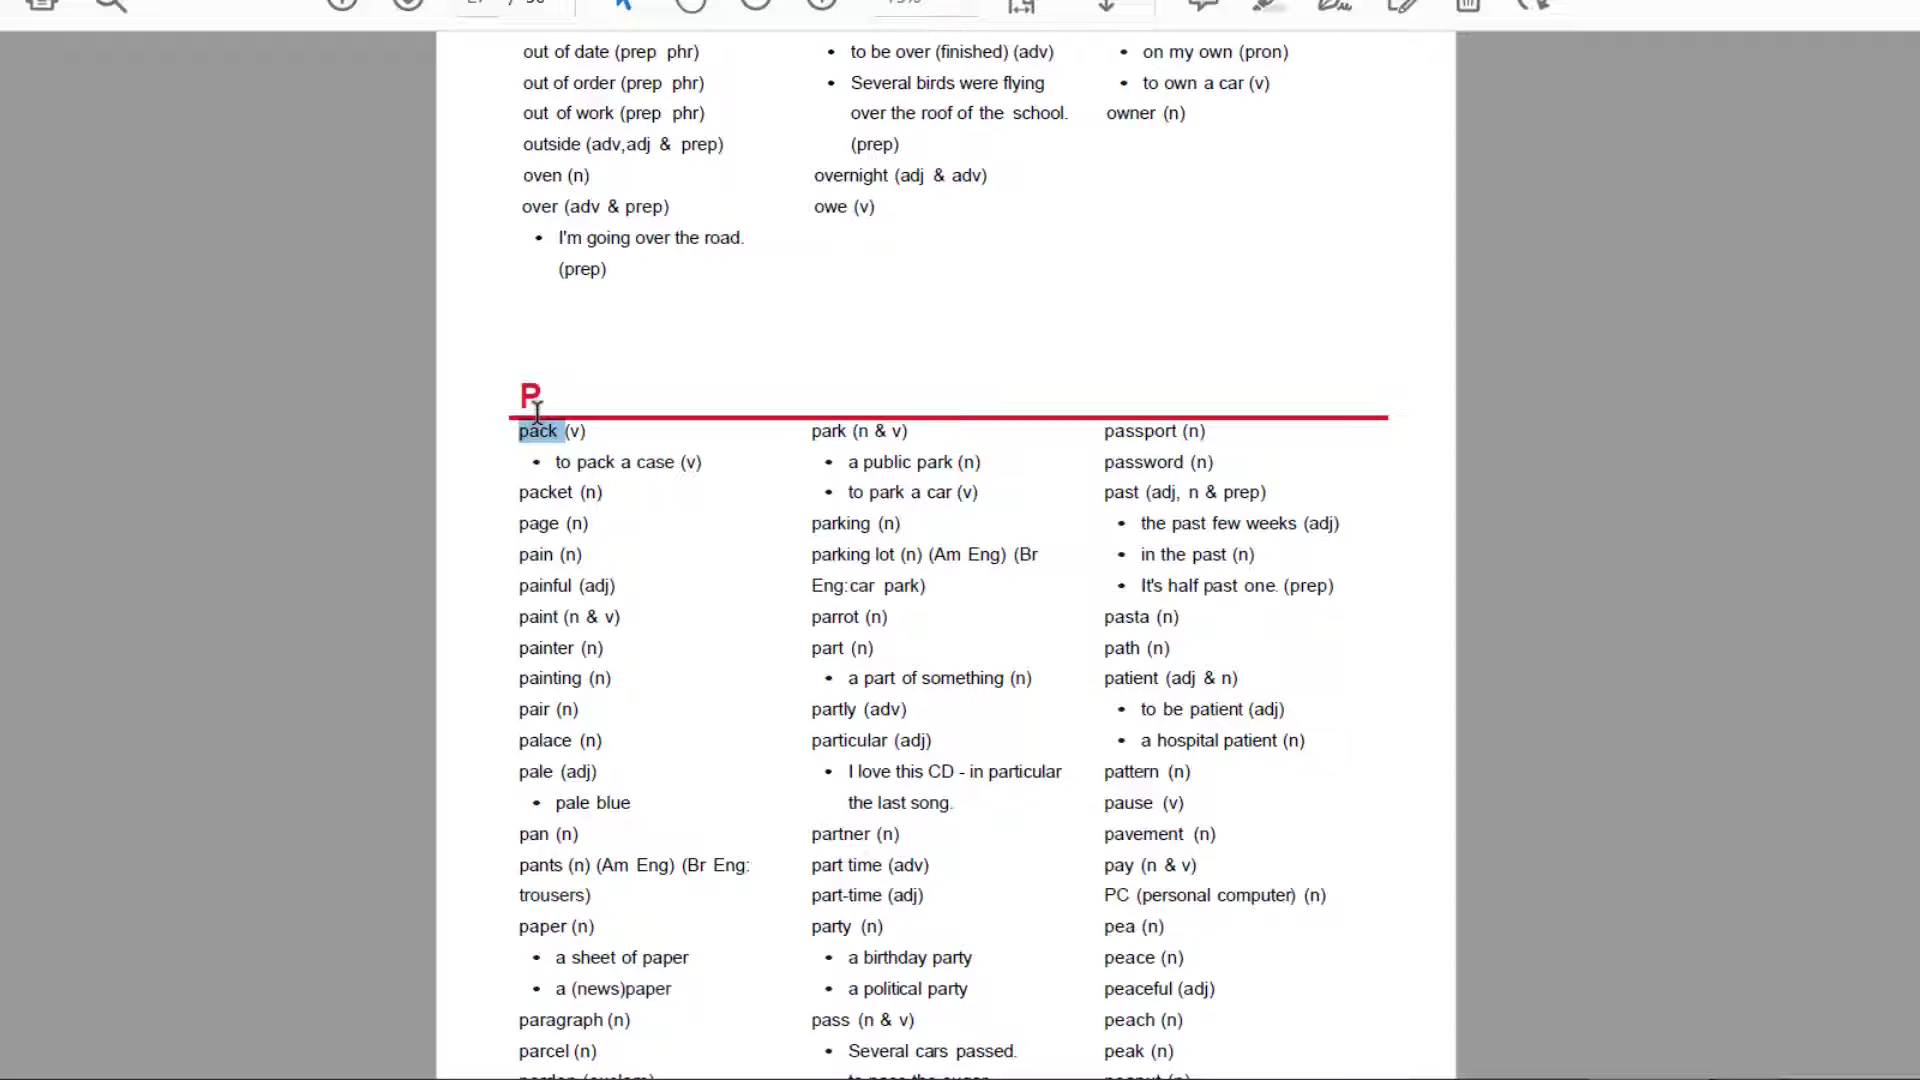 out of date (prep phr)
out of order (prep phr)
out of work (prep phr)
outside (adv,adj & prep)
oven (n)
over (adv & prep)
• I'm going over the road.
(prep)
• to be over (finished) (adv)
• Several birds were flying
over the roof of the school.
(prep)
overnight (adj & adv)
owe (v)
• on my own (pron)
• to own a car (v)
owner (n)
P
pack (v)
• to pack a case (v)
packet (n)
page (n)
pain (n)
painful (adj)
paint (n & v)
painter (n)
painting (n)
pair (n)
palace (n)
pale (adj)
• pale blue
pan (n)
pants (n) (Am Eng) (Br Eng:
trousers)
paper (n)
• a sheet of paper
• a (news)paper
paragraph (n)
parcel (n)
park (n & v)
• a public park (n)
• to park a car (v)
parking (n)
parking lot (n) (Am Eng) (Br
Eng:car park)
parrot (n)
part (n)
• a part of something (n)
partly (adv)
particular (adj)
• I love this CD - in particular
the last song.
partner (n)
part time (adv)
part-time (adj)
party (n)
• a birthday party
• a political party
pass (n & v)
• Several cars passed.
passport (n)
password (n)
past (adj, n & prep)
• the past few weeks (adj)
• in the past (n)
• It's half past one. (prep)
pasta (n)
path (n)
patient (adj & n)
• to be patient (adj)
• a hospital patient (n)
pattern (n)
pause (v)
pavement (n)
pay (n & v)
PC (personal computer) (n)
pea (n)
peace (n)
peaceful (adj)
peach (n)
peak (n)